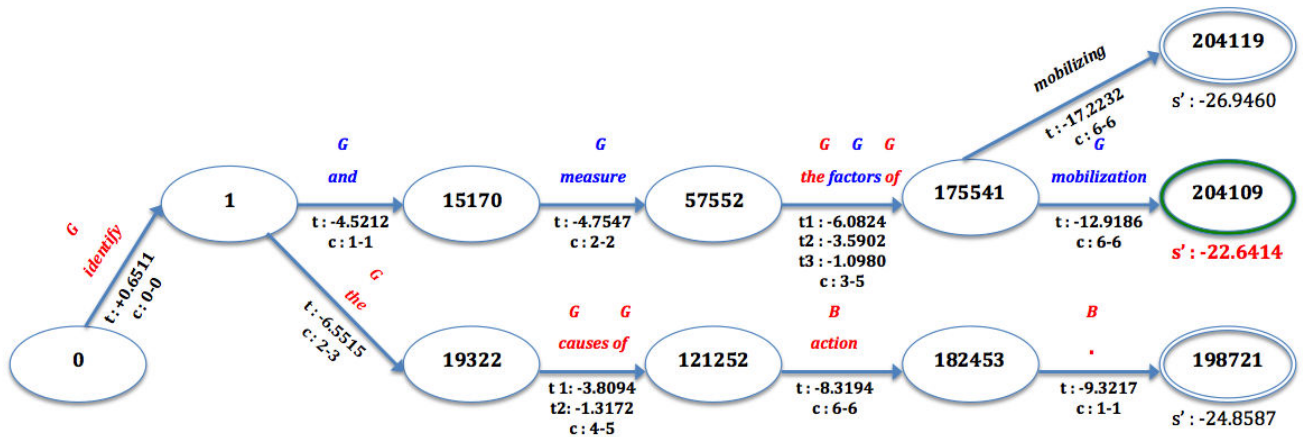 204119
s' : -26.9460
mobilizing
t : -17.2232
c : 6-6
G G G G G G
and measure the factors of mobilization
1 15170 57552 175541 204109
t : -4.5212 t : -4.7547 t1 : -6.0824 t : -12.9186
c : 1-1 c : 2-2 t2 : -3.5902 c : 6-6
t3 : -1.0980
c : 3-5
s' : -22.6414
G
identify
t : +0.6511
c : 0-0
G
the
t : -6.5515
c : 2-3
G G B B
causes of action .
0 19322 121252 182453 198721
t 1: -3.8094 t : -8.3194 t : -9.3217
t2: -1.3172 c : 6-6 c : 1-1
c : 4-5
s' : -24.8587